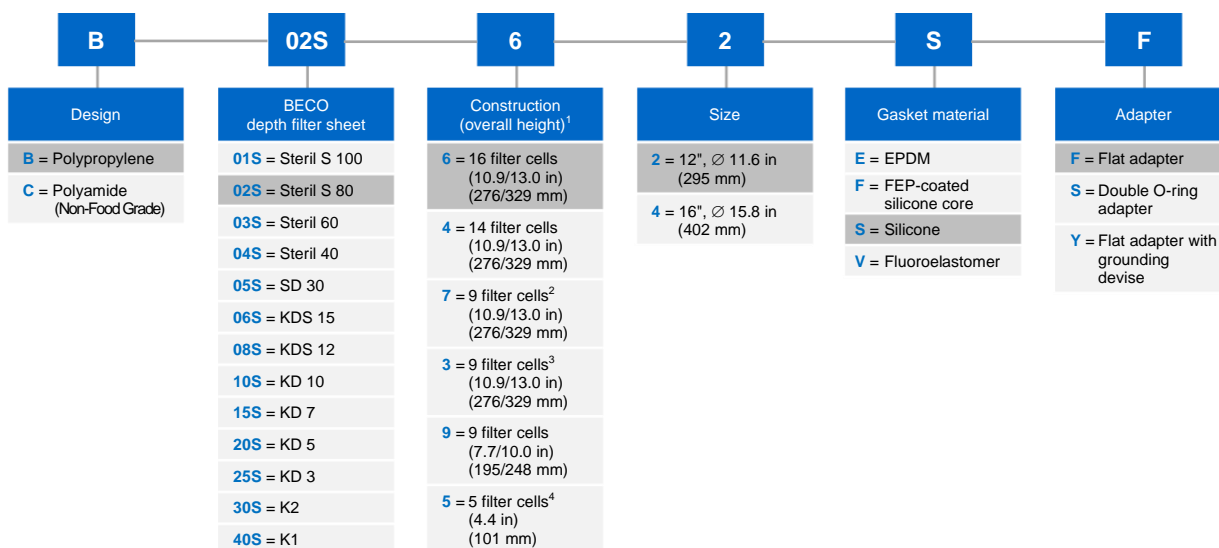 B
02S
6
2
S
F
Design
B = Polypropylene
C = Polyamide
(Non-Food Grade)
BECO
depth filter sheet
01S = Steril S 100
02S = Steril S 80
03S = Steril 60
04S = Steril 40
05S = SD 30
06S = KDS 15
08S = KDS 12
10S = KD 10
15S = KD 7
20S = KD 5
25S = KD 3
30S = K2
40S = K1
Construction
(overall height)¹
6 = 16 filter cells
(10.9/13.0 in)
(276/329 mm)
4 = 14 filter cells
(10.9/13.0 in)
(276/329 mm)
7 = 9 filter cells²
(10.9/13.0 in)
(276/329 mm)
3 = 9 filter cells³
(10.9/13.0 in)
(276/329 mm)
9 = 9 filter cells
(7.7/10.0 in)
(195/248 mm)
5 = 5 filter cells⁴
(4.4 in)
(101 mm)
Size
2 = 12", ∅ 11.6 in
(295 mm)
4 = 16", ∅ 15.8 in
(402 mm)
Gasket material
E = EPDM
F = FEP-coated
silicone core
S = Silicone
V = Fluoroelastomer
Adapter
F = Flat adapter
S = Double O-ring
adapter
Y = Flat adapter with
grounding
devise